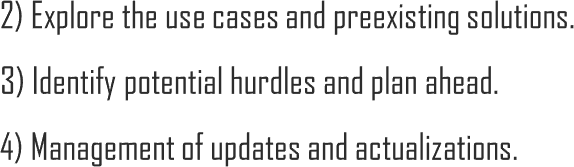 2) Explore the use cases and preexisting solutions.
3) Identify potential hurdles and plan ahead.
4) Management of updates and actualizations.